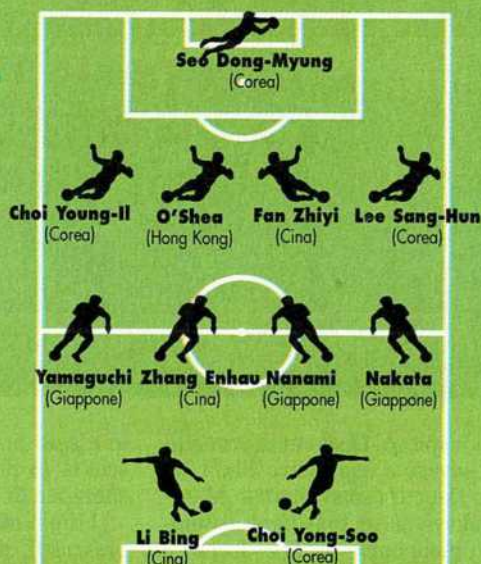 Seo Dong-Myung
(Corea)
Choi Young-Il
(Corea)
O'Shea
(Hong Kong)
Fan Zhiyi
(Cina)
Lee Sang-Hun
(Corea)
Yamaguchi
(Giappone)
Zhang Enhau
(Cina)
Nanami
(Giappone)
Nakata
(Giappone)
Li Bing
(Cina)
Choi Yong-Soo
(Corea)